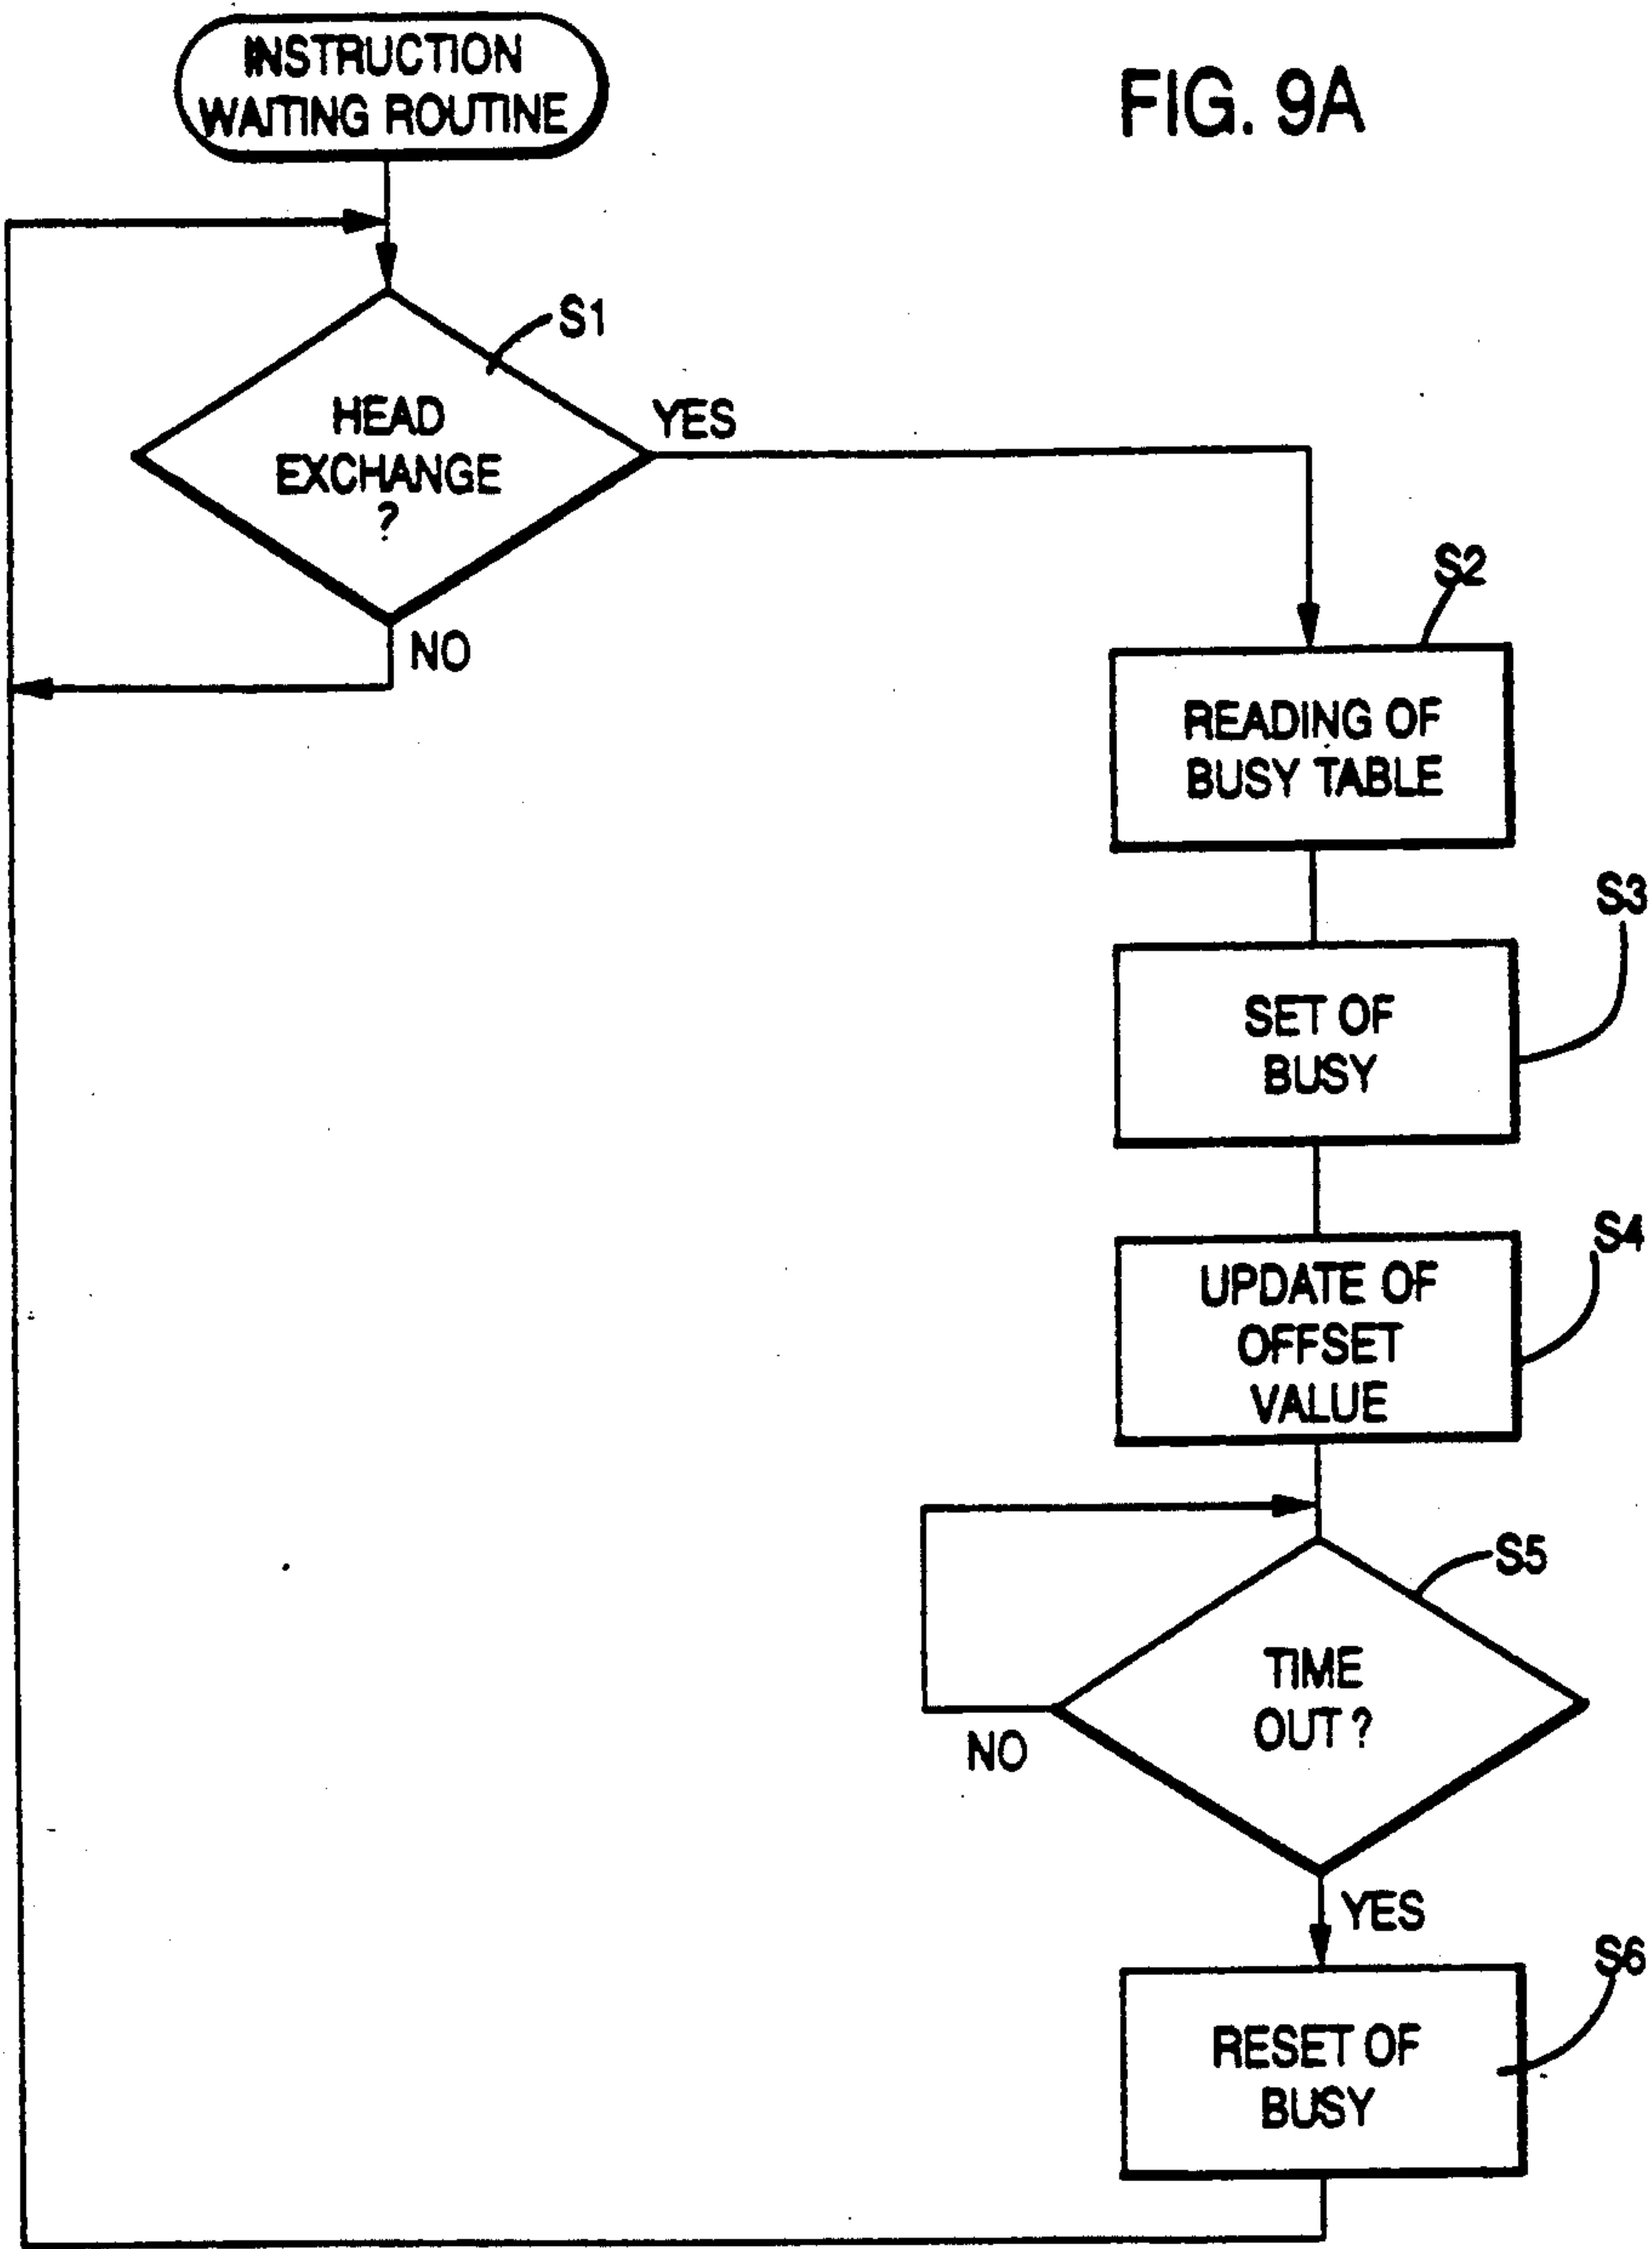 INSTRUCTION
WAITING ROUTINE
FIG. 9A
S1
HEAD
EXCHANGE
?
YES
NO
S2
READING OF
BUSY TABLE
S3
SET OF
BUSY
S4
UPDATE OF
OFFSET
VALUE
S5
TIME
OUT ?
NO
YES
S6
RESET OF
BUSY